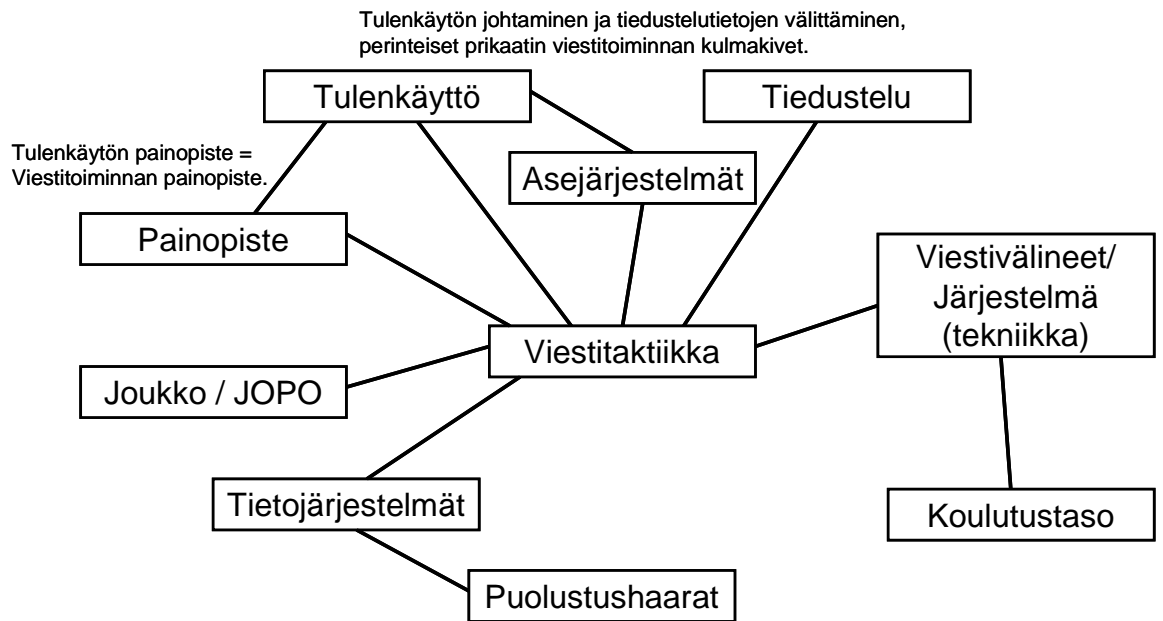 Tulenkäytön johtaminen ja tiedustelutietojen välittäminen,
perinteiset prikaatin viestitoiminnan kulmakivet.
Tulenkäyttö
Tiedustelu
Tulenkäytön painopiste =
Viestitoiminnan painopiste.
Asejärjestelmät
Painopiste
Viestivälineet/
Järjestelmä
(tekniikka)
Viestitaktiikka
Joukko / JOPO
Tietojärjestelmät
Koulutustaso
Puolustushaarat